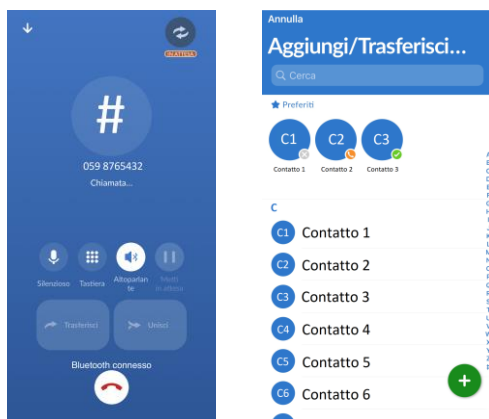 #
059 8765432
Chiamata...
Silenzioso
Tastiera
Altoparlan
te
Metti
in attesa
Trasferisci
Unisci
Bluetooth connesso
Annulla
Aggiungi/Trasferisci...
Cerca
Preferiti
C1
C2
C3
Contatto 1
Contatto 2
Contatto 3
C
C1 Contatto 1
C2 Contatto 2
C3 Contatto 3
C4 Contatto 4
C5 Contatto 5
C6 Contatto 6
+